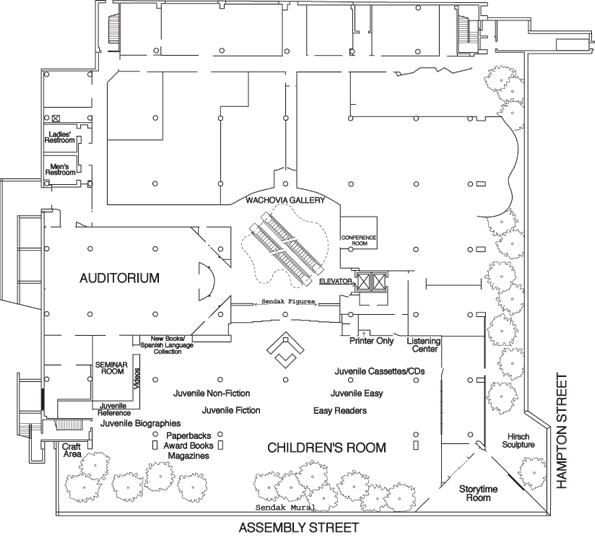 Ladies'
Restroom
Men's
Restroom
WACHOVIA GALLERY
CONFERENCE
ROOM
AUDITORIUM
ELEVATOR
Sendak Figures
New Books/
Spanish Language
Collection
Printer Only
Listening
Center
SEMINAR
ROOM
Videos
Juvenile Cassettes/CDs
Juvenile Non-Fiction
Juvenile Easy
Juvenile
Reference
Juvenile Fiction
Easy Readers
Juvenile Biographies
Paperbacks
Award Books
Magazines
Craft
Area
CHILDREN'S ROOM
Hirsch
Sculpture
HAMPTON STREET
Storytime
Room
Sendak Mural
ASSEMBLY STREET